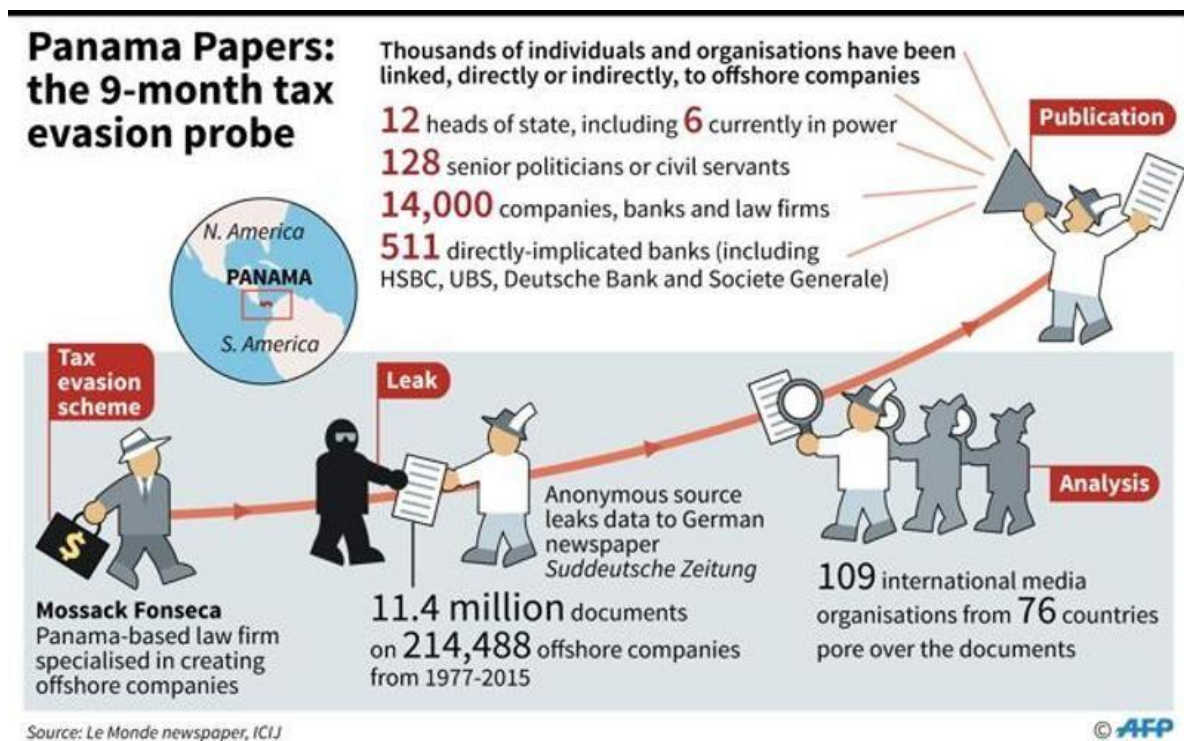 Panama Papers:
the 9-month tax
evasion probe
Thousands of individuals and organisations have been
linked, directly or indirectly, to offshore companies
12 heads of state, including 6 currently in power
128 senior politicians or civil servants
14,000 companies, banks and law firms
511 directly-implicated banks (including
HSBC, UBS, Deutsche Bank and Societe Generale)
Publication
N. America
PANAMA
S. America
Tax
evasion
scheme
$
Mossack Fonseca
Panama-based law firm
specialised in creating
offshore companies
Leak
Anonymous source
leaks data to German
newspaper
Suddeutsche Zeitung
11.4 million documents
on 214,488 offshore companies
from 1977-2015
Analysis
109 international media
organisations from 76 countries
pore over the documents
Source: Le Monde newspaper, ICIJ
© AFP